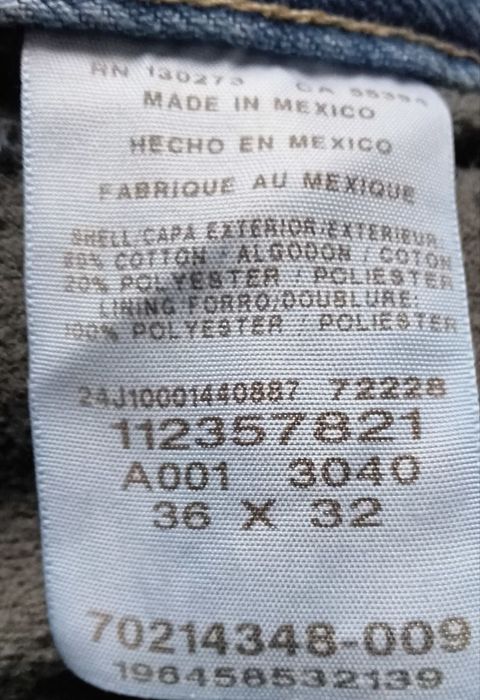 RN 130273 CA
MADE IN MEXICO
HECHO EN MEXICO
FABRIQUE AU MEXIQUE
SHELL/CAPA EXTERIOR/EXTERIEUR
80% COTTON / ALGODON / COTON
20% POLYESTER / POLIESTER
LINING/FORRO/DOUBLURE:
100% POLYESTER / POLIESTER
24J10001440887 72228
112357821
A001 3040
36 X 32
70214348-009
196456532139